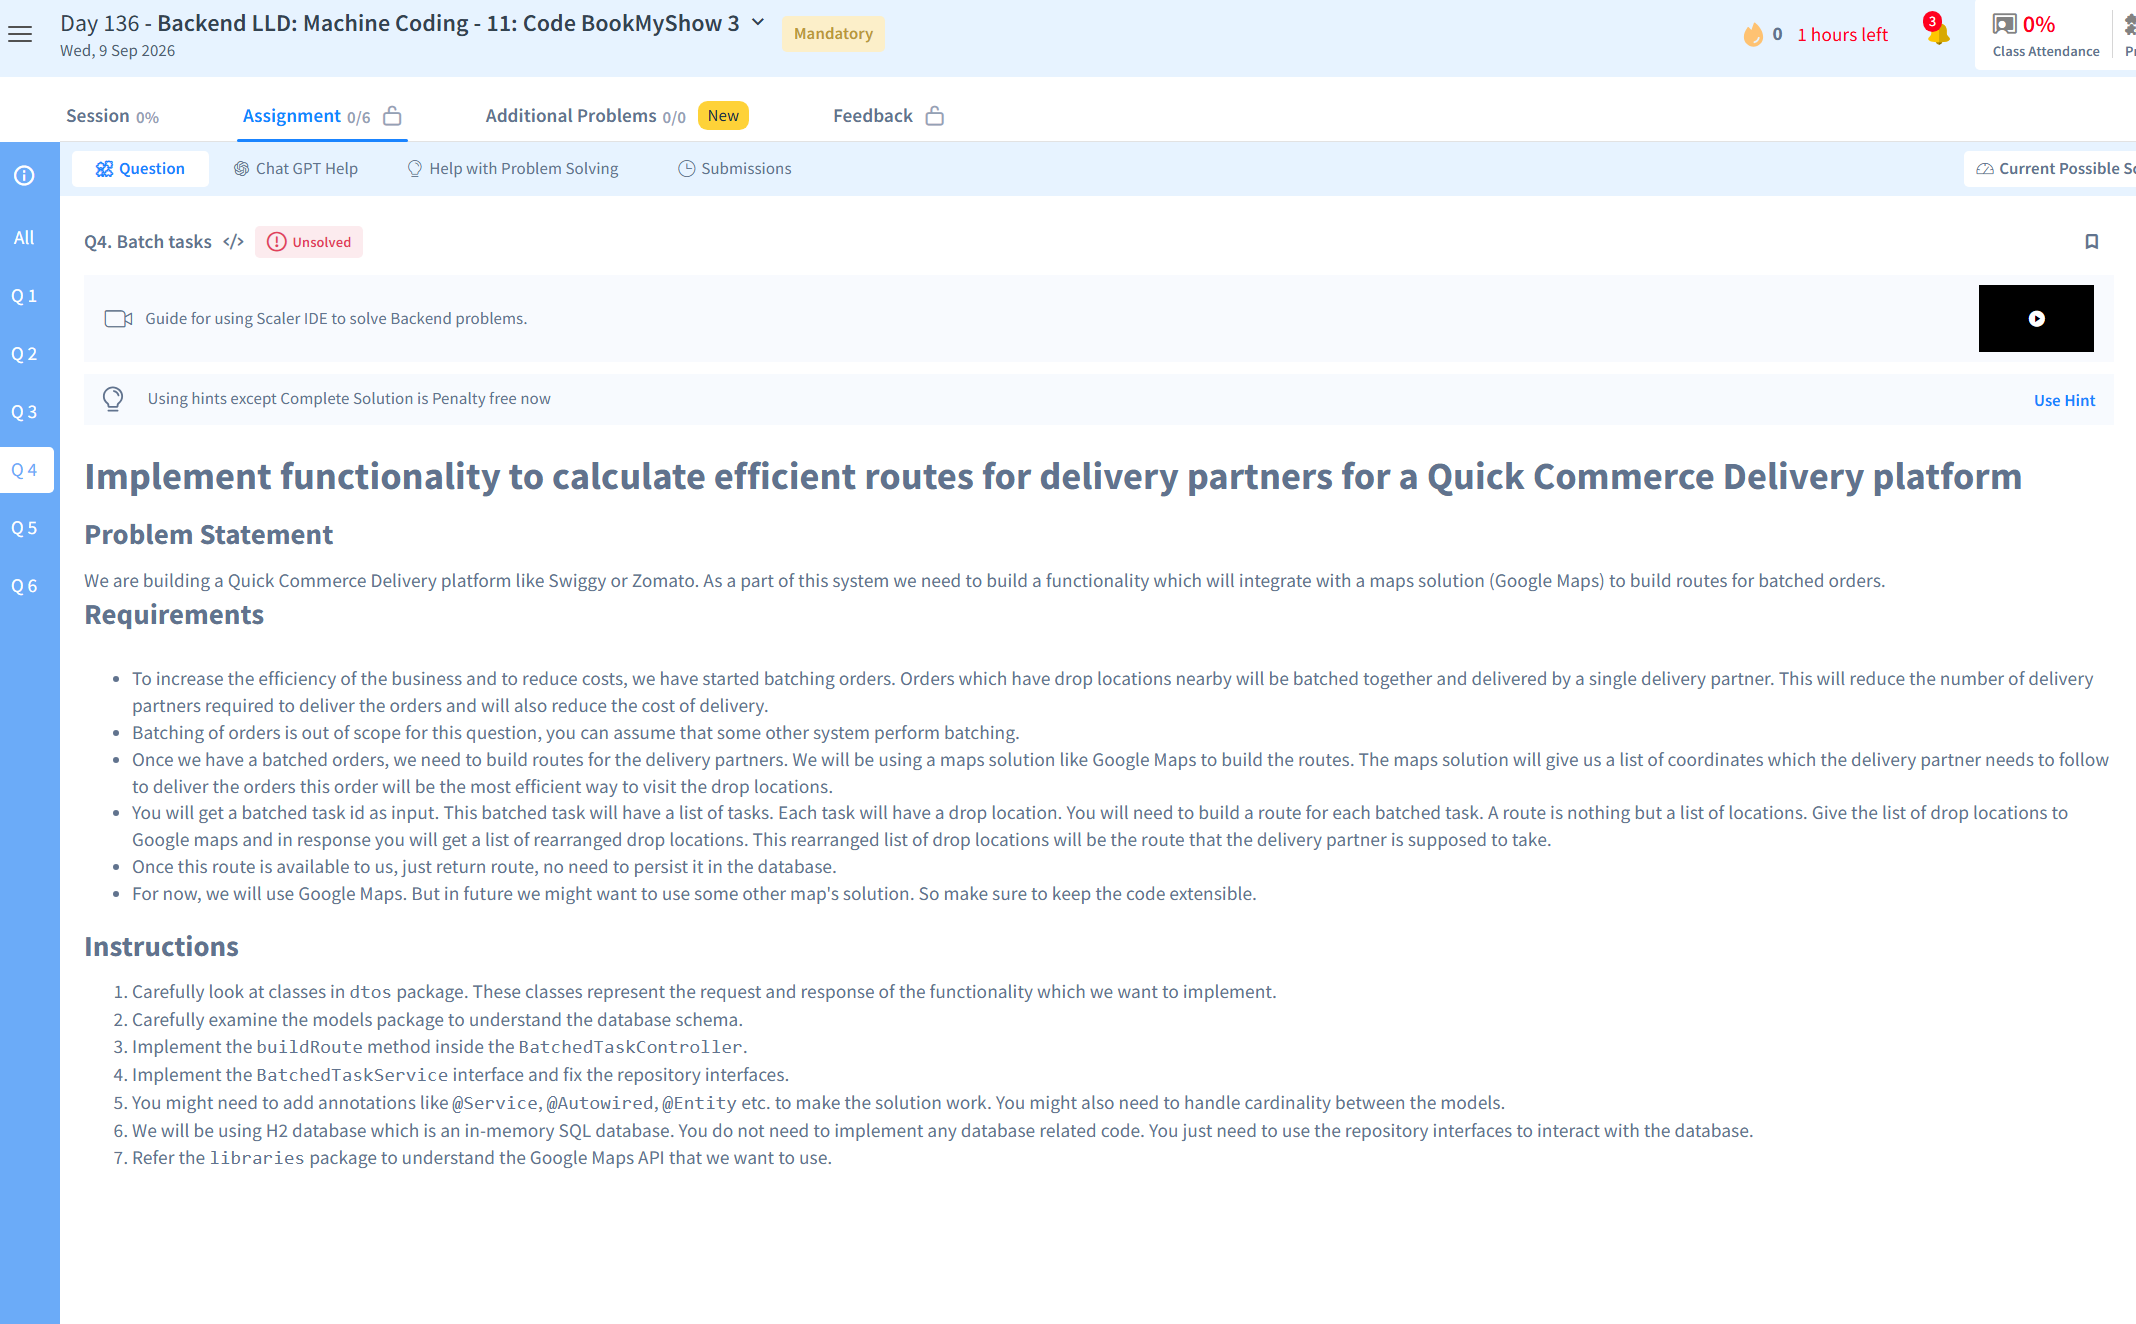 Day 136 - Backend LLD: Machine Coding - 11: Code BookMyShow 3
Mandatory
Wed, 9 Sep 2026
0 1 hours left
3
0%
Class Attendance
Session 0%
Assignment 0/6
Additional Problems 0/0 New
Feedback
Question
Chat GPT Help
Help with Problem Solving
Submissions
Current Possible
All
Q 1
Q 2
Q 3
Q 4
Q 5
Q 6
Q4. Batch tasks </> Unsolved
Guide for using Scaler IDE to solve Backend problems.
Using hints except Complete Solution is Penalty free now
Use Hint
Implement functionality to calculate efficient routes for delivery partners for a Quick Commerce Delivery platform
Problem Statement
We are building a Quick Commerce Delivery platform like Swiggy or Zomato. As a part of this system we need to build a functionality which will integrate with a maps solution (Google Maps) to build routes for batched orders.
Requirements
• To increase the efficiency of the business and to reduce costs, we have started batching orders. Orders which have drop locations nearby will be batched together and delivered by a single delivery partner. This will reduce the number of delivery
partners required to deliver the orders and will also reduce the cost of delivery.
• Batching of orders is out of scope for this question, you can assume that some other system perform batching.
• Once we have a batched orders, we need to build routes for the delivery partners. We will be using a maps solution like Google Maps to build the routes. The maps solution will give us a list of coordinates which the delivery partner needs to follow
to deliver the orders this order will be the most efficient way to visit the drop locations.
• You will get a batched task id as input. This batched task will have a list of tasks. Each task will have a drop location. You will need to build a route for each batched task. A route is nothing but a list of locations. Give the list of drop locations to
Google maps and in response you will get a list of rearranged drop locations. This rearranged list of drop locations will be the route that the delivery partner is supposed to take.
• Once this route is available to us, just return route, no need to persist it in the database.
• For now, we will use Google Maps. But in future we might want to use some other map's solution. So make sure to keep the code extensible.
Instructions
1. Carefully look at classes in dtos package. These classes represent the request and response of the functionality which we want to implement.
2. Carefully examine the models package to understand the database schema.
3. Implement the buildRoute method inside the BatchedTaskController.
4. Implement the BatchedTaskService interface and fix the repository interfaces.
5. You might need to add annotations like @Service, @Autowired, @Entity etc. to make the solution work. You might also need to handle cardinality between the models.
6. We will be using H2 database which is an in-memory SQL database. You do not need to implement any database related code. You just need to use the repository interfaces to interact with the database.
7. Refer the libraries package to understand the Google Maps API that we want to use.